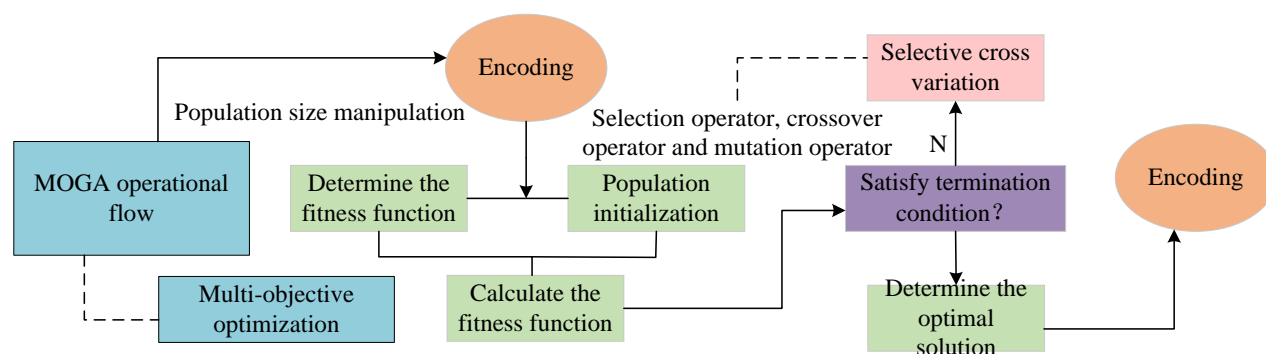 MOGA operational
flow
Multi-objective
optimization
Population size manipulation
Encoding
Determine the
fitness function
Population
initialization
Calculate the
fitness function
Selection operator, crossover
operator and mutation operator
Selective cross
variation
N
Satisfy termination
condition？
Determine the
optimal
solution
Encoding